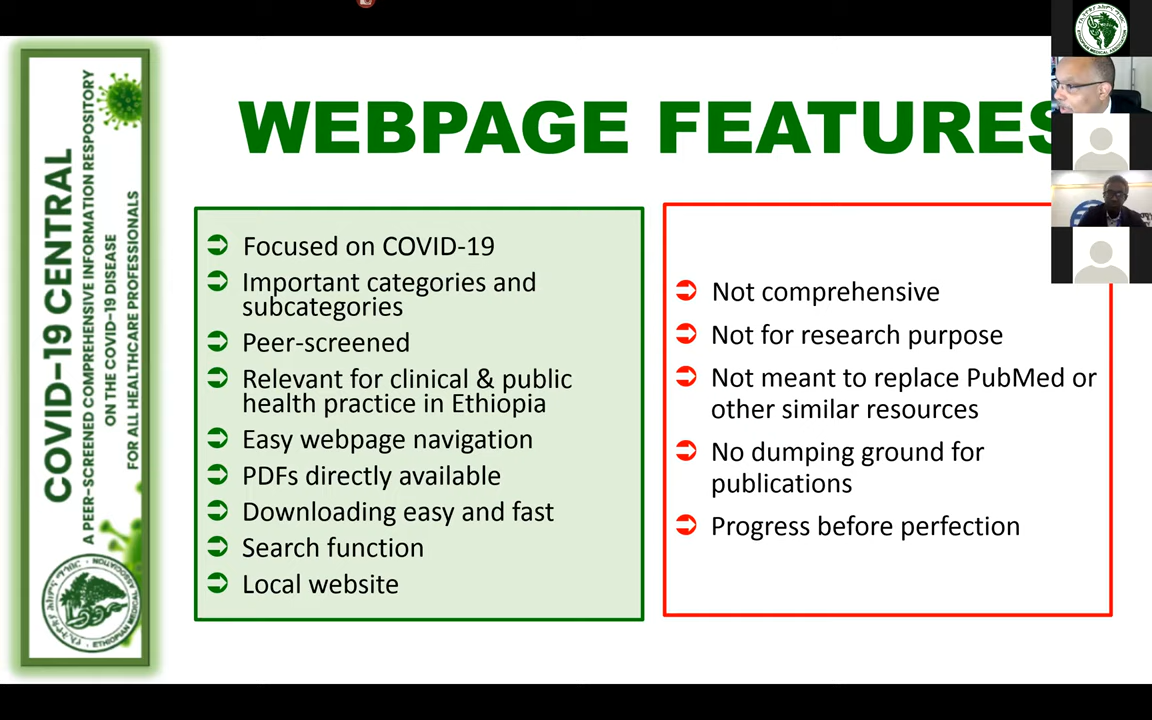 WEBPAGE FEATURES
COVID-19 CENTRAL
A PEER-SCREENED COMPREHENSIVE INFORMATION RESPOSITORY
ON THE COVID-19 DISEASE
FOR ALL HEALTHCARE PROFESSIONALS
ETHIOPIAN MEDICAL ASSOCIATION
Focused on COVID-19
Important categories and
subcategories
Peer-screened
Relevant for clinical & public
health practice in Ethiopia
Easy webpage navigation
PDFs directly available
Downloading easy and fast
Search function
Local website
Not comprehensive
Not for research purpose
Not meant to replace PubMed or
other similar resources
No dumping ground for
publications
Progress before perfection